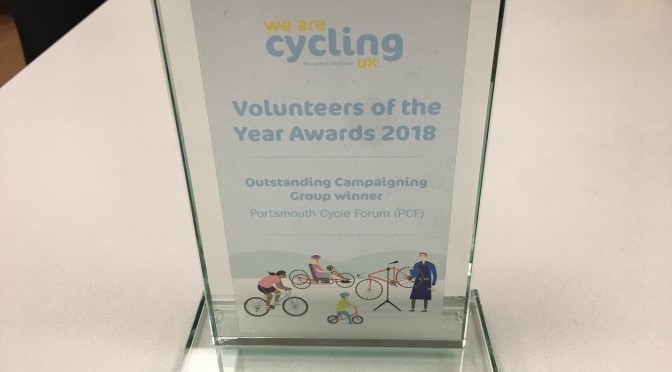 we are
cycling
UK
Volunteers of the
Year Awards 2018
Outstanding Campaigning
Group winner
Portsmouth Cycle Forum (PCF)